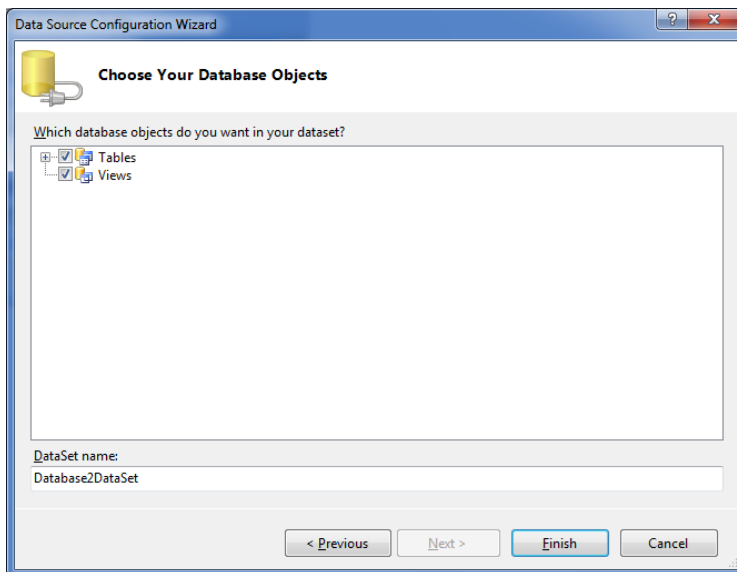 Data Source Configuration Wizard
Choose Your Database Objects
Which database objects do you want in your dataset?
Tables
Views
DataSet name:
Database2DataSet
< Previous
Next >
Finish
Cancel